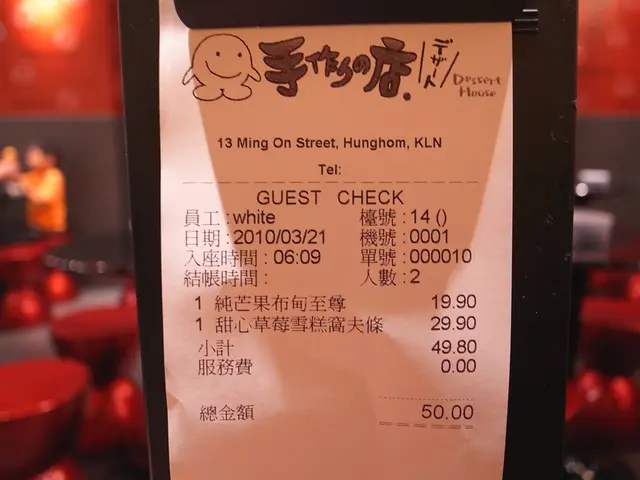 手作りの店. デザート
Dessert House
13 Ming On Street, Hunghom, KLN
Tel:
GUEST CHECK
員工 : white 臺號 : 14 ()
日期 : 2010/03/21 機號 : 0001
入座時間 : 06:09 單號 : 000010
結帳時間 : 人數 : 2
1 純芒果布甸至尊 19.90
1 甜心草莓雪糕窩夫條 29.90
小計 49.80
服務費 0.00
總金額 50.00